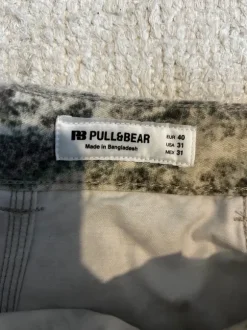 PB PULL&BEAR
Made in Bangladesh
EUR 40
USA 31
MEX 31